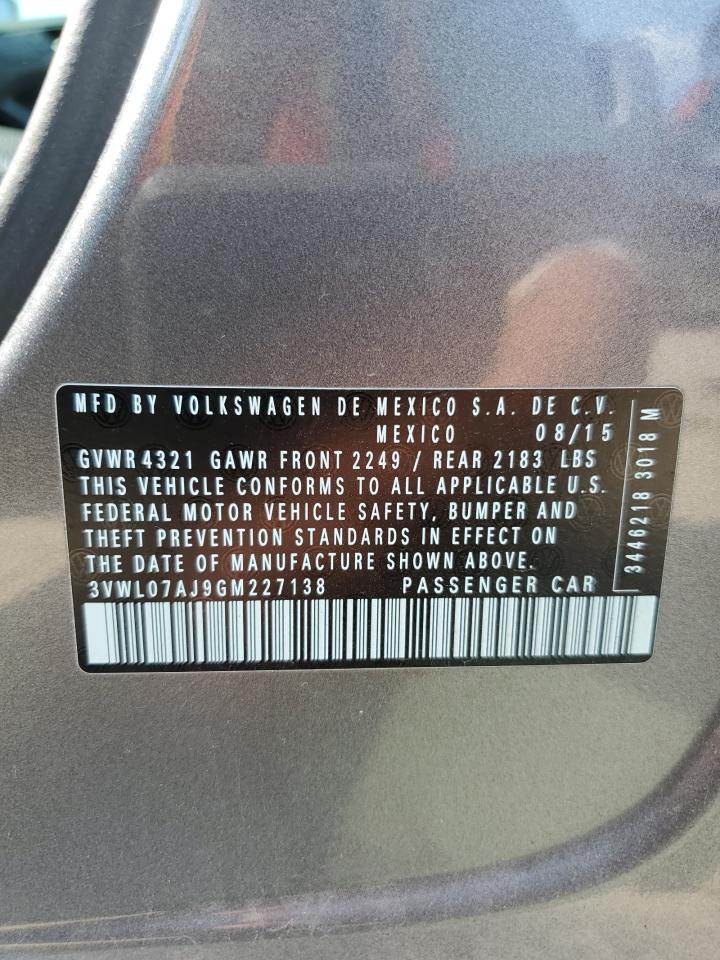 MFD BY VOLKSWAGEN DE MEXICO S.A. DE C.V.
MEXICO 08/15
GVWR 4321 GAWR FRONT 2249 / REAR 2183 LBS
THIS VEHICLE CONFORMS TO ALL APPLICABLE U.S.
FEDERAL MOTOR VEHICLE SAFETY, BUMPER AND
THEFT PREVENTION STANDARDS IN EFFECT ON
THE DATE OF MANUFACTURE SHOWN ABOVE.
3VWL07AJ9GM227138 PASSENGER CAR
3446218 3018 M